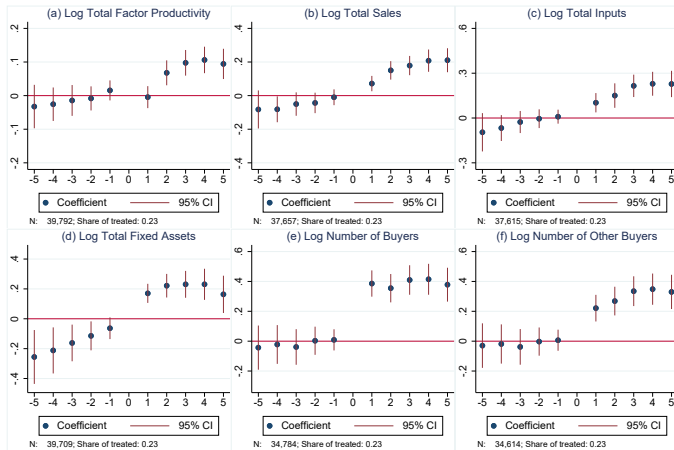 (a) Log Total Factor Productivity
.2
.1
0
-.1
-.2
-5 -4 -3 -2 -1 1 2 3 4 5
Coefficient 95% CI
N: 39,792; Share of treated: 0.23
(b) Log Total Sales
.4
.2
0
-.2
-.4
-5 -4 -3 -2 -1 1 2 3 4 5
Coefficient 95% CI
N: 37,657; Share of treated: 0.23
(c) Log Total Inputs
.3
0
-.3
-5 -4 -3 -2 -1 1 2 3 4 5
Coefficient 95% CI
N: 37,615; Share of treated: 0.23
(d) Log Total Fixed Assets
.4
.2
0
-.2
-.4
-5 -4 -3 -2 -1 1 2 3 4 5
Coefficient 95% CI
N: 39,709; Share of treated: 0.23
(e) Log Number of Buyers
.6
.4
.2
0
-.2
-5 -4 -3 -2 -1 1 2 3 4 5
Coefficient 95% CI
N: 34,784; Share of treated: 0.23
(f) Log Number of Other Buyers
.6
.4
.2
0
-.2
-5 -4 -3 -2 -1 1 2 3 4 5
Coefficient 95% CI
N: 34,614; Share of treated: 0.23